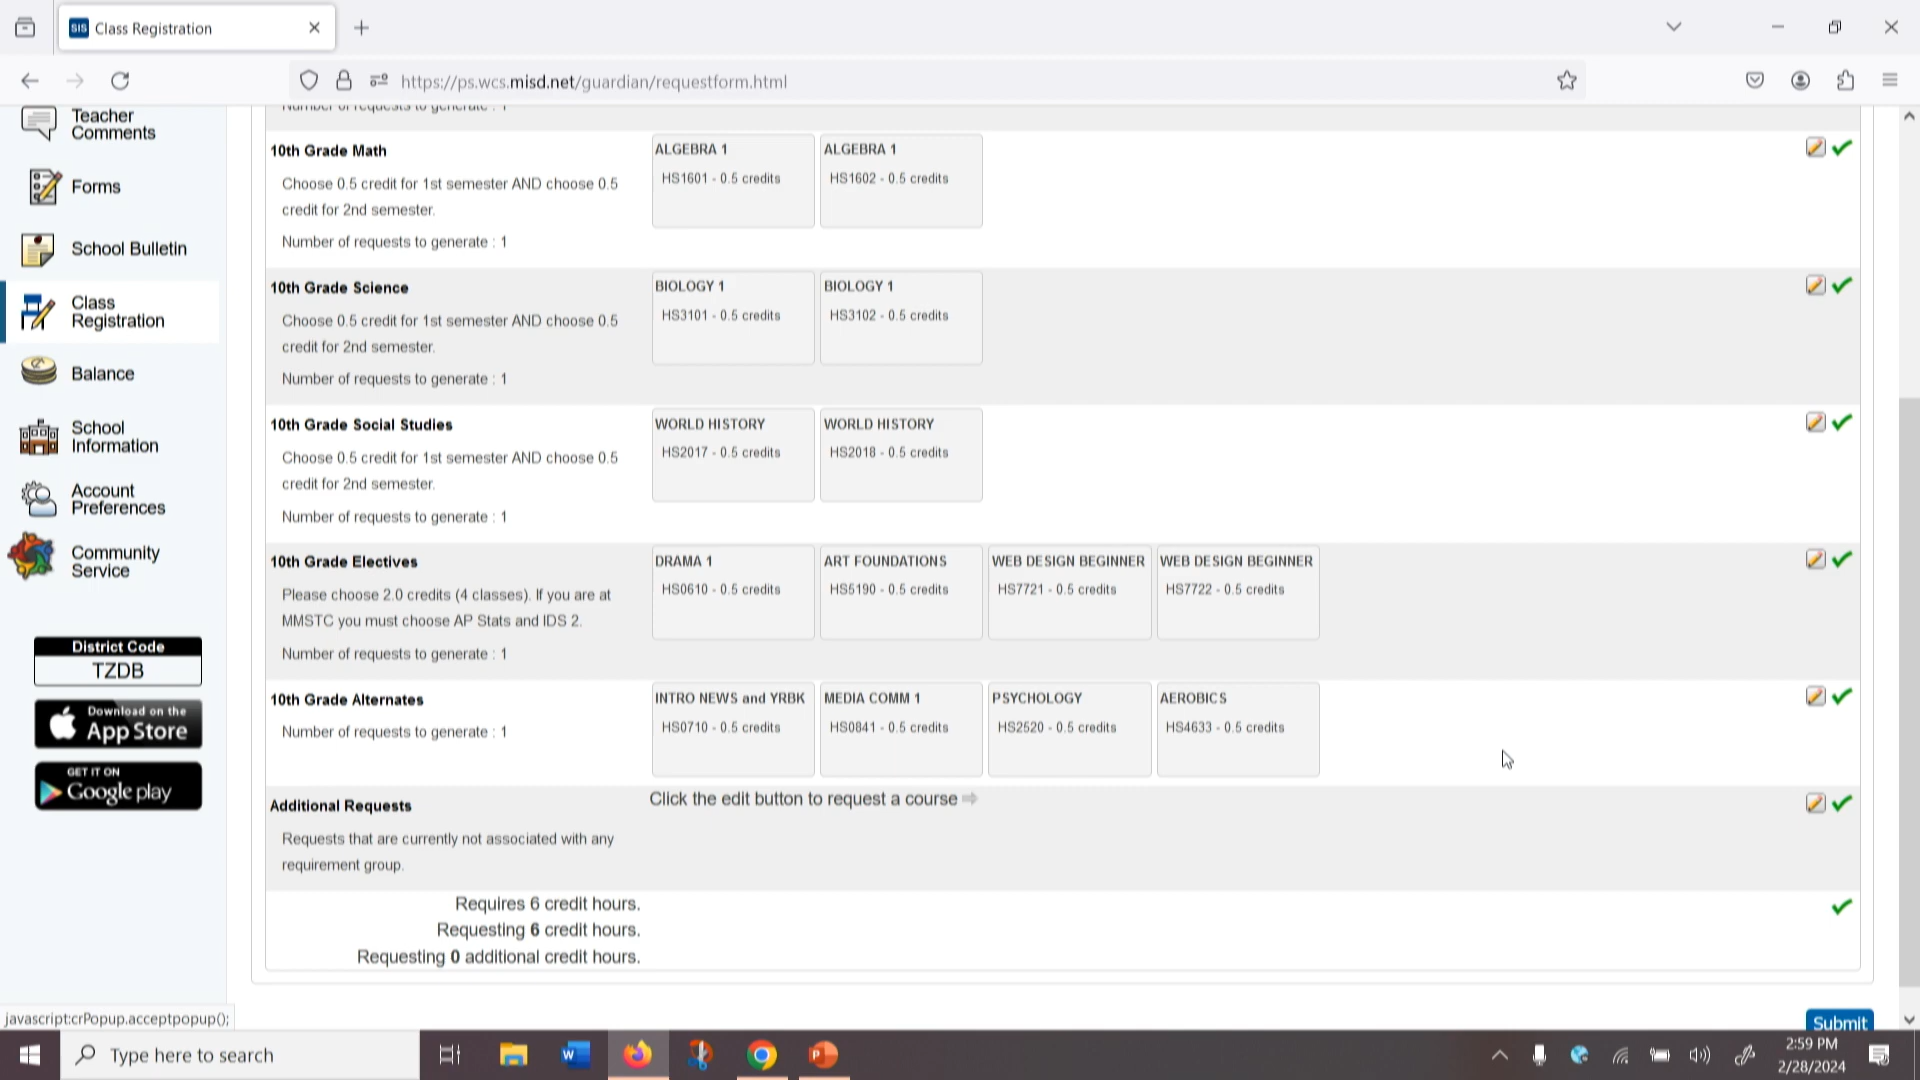 SIS Class Registration
https://ps.wcs.misd.net/guardian/requestform.html
Teacher
Comments
Forms
School Bulletin
Class
Registration
Balance
School
Information
Account
Preferences
Community
Service
District Code
TZDB
Download on the
App Store
GET IT ON
Google play
Number of requests to generate : 1
10th Grade Math
Choose 0.5 credit for 1st semester AND choose 0.5
credit for 2nd semester.
Number of requests to generate : 1
ALGEBRA 1
HS1601 - 0.5 credits
ALGEBRA 1
HS1602 - 0.5 credits
10th Grade Science
Choose 0.5 credit for 1st semester AND choose 0.5
credit for 2nd semester.
Number of requests to generate : 1
BIOLOGY 1
HS3101 - 0.5 credits
BIOLOGY 1
HS3102 - 0.5 credits
10th Grade Social Studies
Choose 0.5 credit for 1st semester AND choose 0.5
credit for 2nd semester.
Number of requests to generate : 1
WORLD HISTORY
HS2017 - 0.5 credits
WORLD HISTORY
HS2018 - 0.5 credits
10th Grade Electives
Please choose 2.0 credits (4 classes). If you are at
MMSTC you must choose AP Stats and IDS 2.
Number of requests to generate : 1
DRAMA 1
HS0610 - 0.5 credits
ART FOUNDATIONS
HS5190 - 0.5 credits
WEB DESIGN BEGINNER
HS7721 - 0.5 credits
WEB DESIGN BEGINNER
HS7722 - 0.5 credits
10th Grade Alternates
Number of requests to generate : 1
INTRO NEWS and YRBK
HS0710 - 0.5 credits
MEDIA COMM 1
HS0841 - 0.5 credits
PSYCHOLOGY
HS2520 - 0.5 credits
AEROBICS
HS4633 - 0.5 credits
Additional Requests
Requests that are currently not associated with any
requirement group.
Click the edit button to request a course
Requires 6 credit hours.
Requesting 6 credit hours.
Requesting 0 additional credit hours.
Submit
javascript:crPopup.acceptpopup();
Type here to search
2:59 PM
2/28/2024